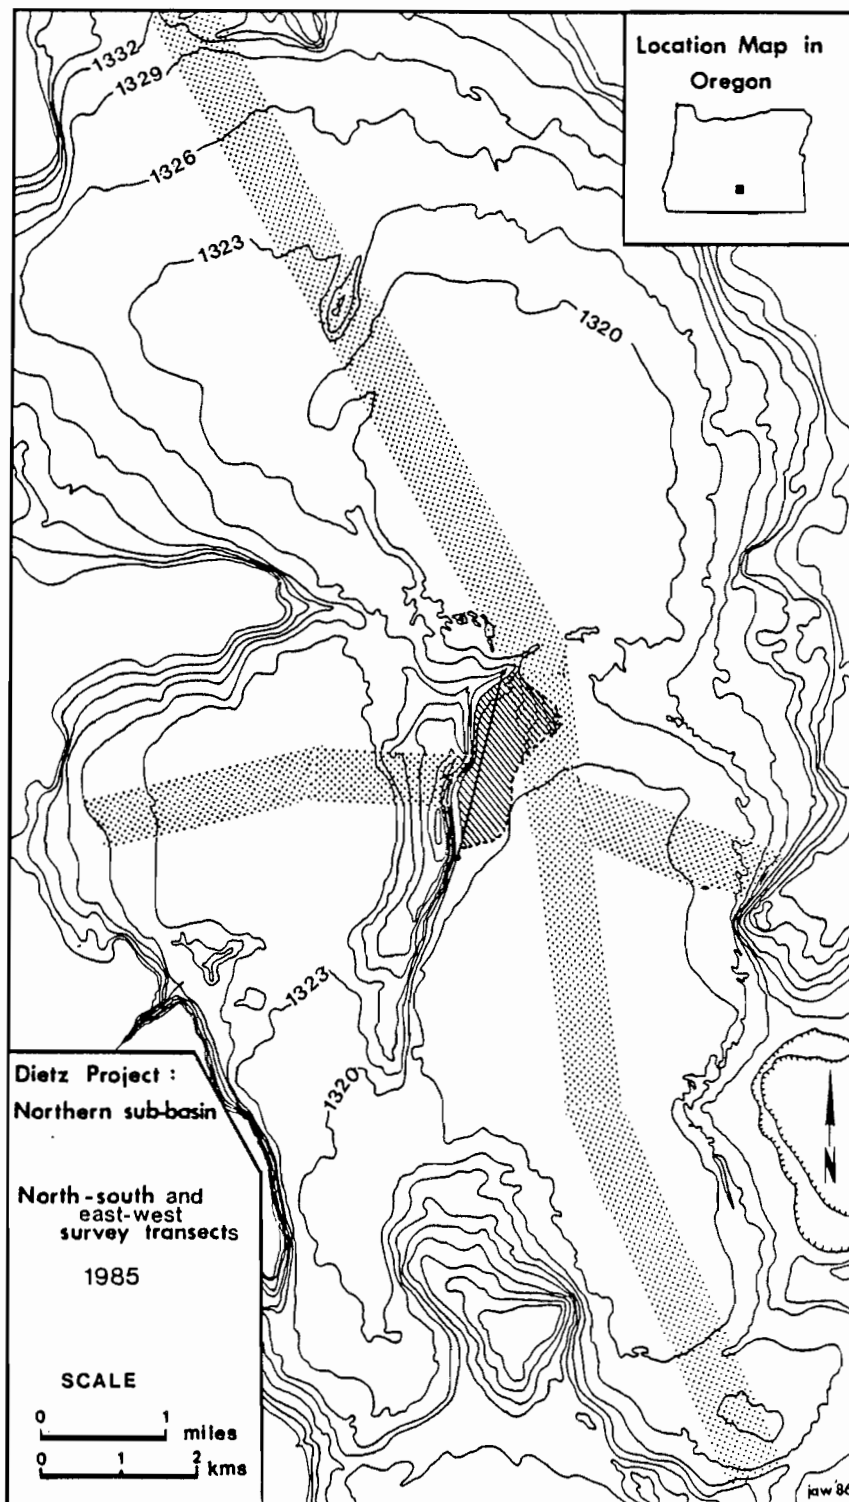 Location Map in
Oregon
1332
1329
1326
1323
1320
1323
1320
Dietz Project :
Northern sub-basin
North-south and
east-west
survey transects
1985
SCALE
0 1
miles
0 1 2
kms
N
jaw '86